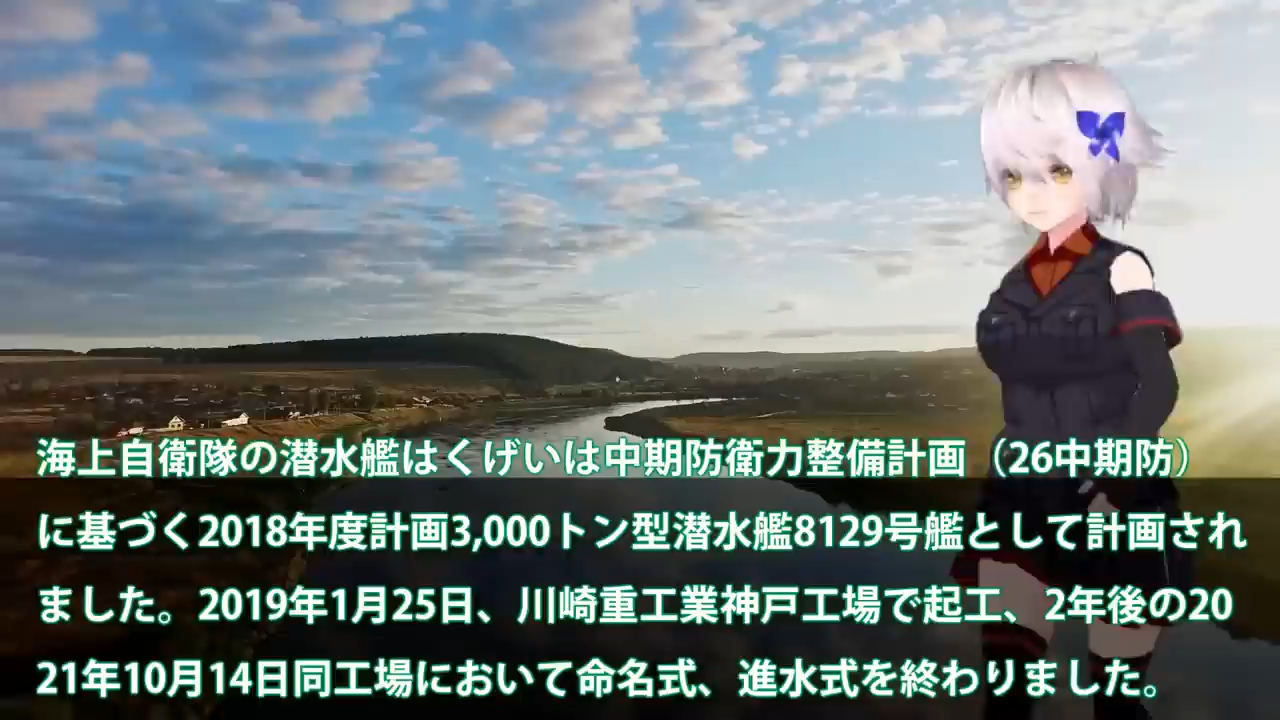 海上自衛隊の潜水艦はくげいは中期防衛力整備計画（26中期防）
に基づく2018年度計画3,000トン型潜水艦8129号艦として計画され
ました。2019年1月25日、川崎重工業神戸工場で起工、2年後の20
21年10月14日同工場において命名式、進水式を終わりました。